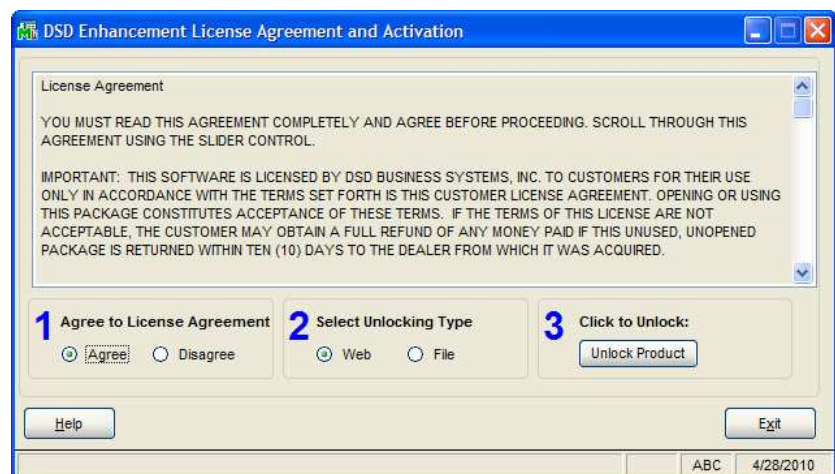 DSD Enhancement License Agreement and Activation
License Agreement
YOU MUST READ THIS AGREEMENT COMPLETELY AND AGREE BEFORE PROCEEDING. SCROLL THROUGH THIS
AGREEMENT USING THE SLIDER CONTROL.
IMPORTANT: THIS SOFTWARE IS LICENSED BY DSD BUSINESS SYSTEMS, INC. TO CUSTOMERS FOR THEIR USE
ONLY IN ACCORDANCE WITH THE TERMS SET FORTH IS THIS CUSTOMER LICENSE AGREEMENT. OPENING OR USING
THIS PACKAGE CONSTITUTES ACCEPTANCE OF THESE TERMS. IF THE TERMS OF THIS LICENSE ARE NOT
ACCEPTABLE, THE CUSTOMER MAY OBTAIN A FULL REFUND OF ANY MONEY PAID IF THIS UNUSED, UNOPENED
PACKAGE IS RETURNED WITHIN TEN (10) DAYS TO THE DEALER FROM WHICH IT WAS ACQUIRED.
1 Agree to License Agreement
Agree Disagree
2 Select Unlocking Type
Web File
3 Click to Unlock:
Unlock Product
Help
Exit
ABC 4/28/2010